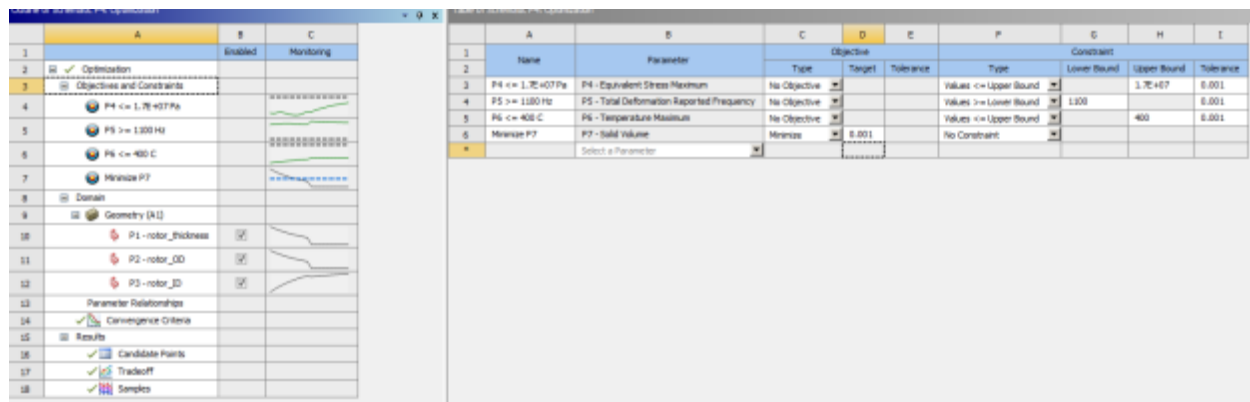 Outline of Schematic P4: Optimization
Table of Schematic P4: Optimization
A B C
1 Enabled Monitoring
2 Optimization
3 Objectives and Constraints
4 P4 <= 1.7E+07 Pa
5 P5 >= 1100 Hz
6 P6 <= 400 C
7 Minimize P7
8 Domain
9 Geometry (A1)
10 P1 - rotor_thickness
11 P2 - rotor_OD
12 P3 - rotor_ID
13 Parameter Relationships
14 Convergence Criteria
15 Results
16 Candidate Points
17 Tradeoff
18 Samples
A B C D E F G H I
1 Name Parameter Objective Constraint
2 Type Target Tolerance Type Lower Bound Upper Bound Tolerance
3 P4 <= 1.7E+07 Pa P4 - Equivalent Stress Maximum No Objective Values <= Upper Bound 1.7E+07 0.001
4 P5 >= 1100 Hz P5 - Total Deformation Reported Frequency No Objective Values >= Lower Bound 1100 0.001
5 P6 <= 400 C P6 - Temperature Maximum No Objective Values <= Upper Bound 400 0.001
6 Minimize P7 P7 - Solid Volume Minimize 0.001 No Constraint
* Select a Parameter